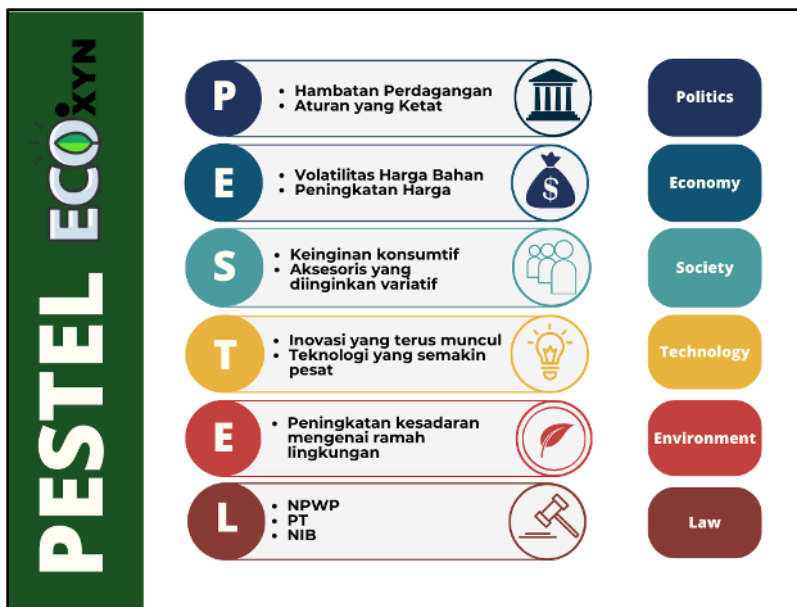 PESTEL ECOXYN
P
• Hambatan Perdagangan
• Aturan yang Ketat
Politics
E
• Volatilitas Harga Bahan
• Peningkatan Harga
$
Economy
S
• Keinginan konsumtif
• Aksesoris yang
diinginkan variatif
Society
T
• Inovasi yang terus muncul
• Teknologi yang semakin
pesat
Technology
E
• Peningkatan kesadaran
mengenai ramah
lingkungan
Environment
L
• NPWP
• PT
• NIB
Law